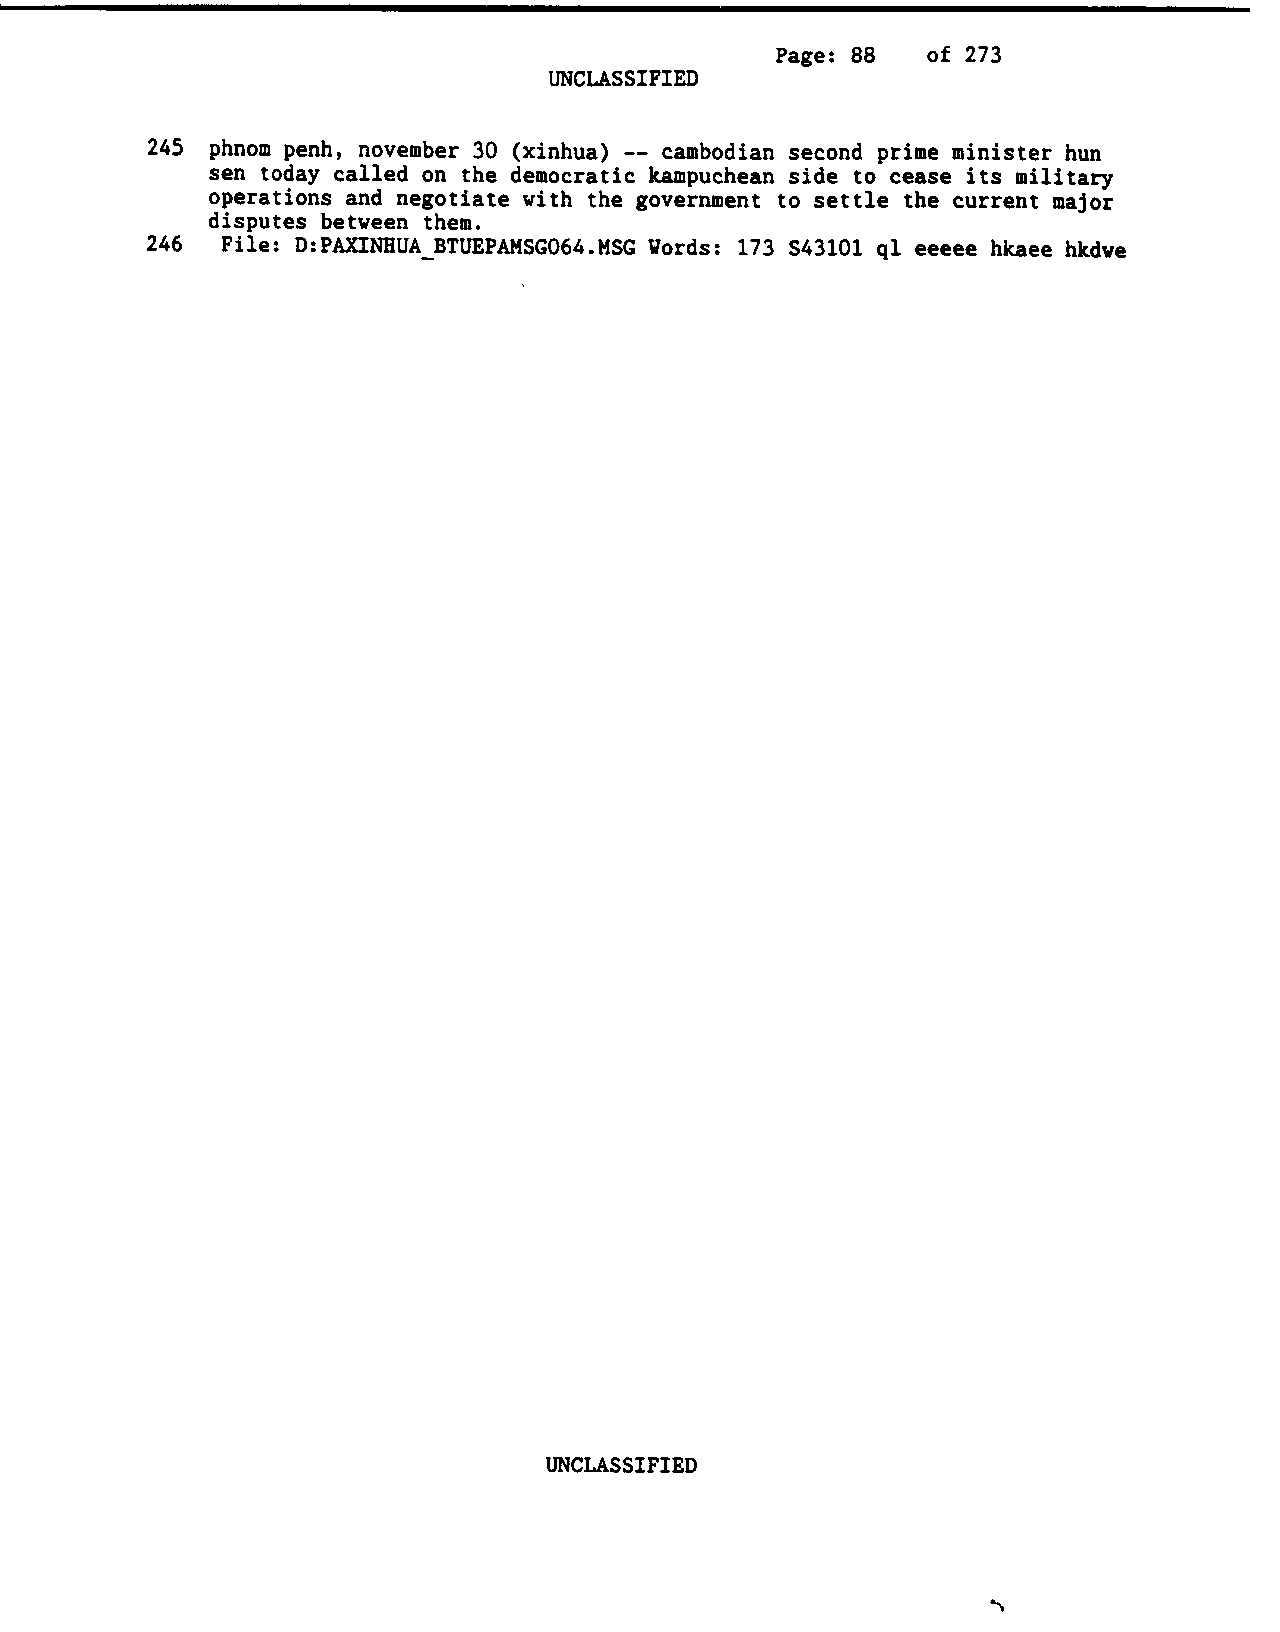 Page: 88 of 273
UNCLASSIFIED
245 phnom penh, november 30 (xinhua) -- cambodian second prime minister hun
sen today called on the democratic kampuchean side to cease its military
operations and negotiate with the government to settle the current major
disputes between them.
246 File: D:PAXINHUA_BTUEPAMSG064.MSG Words: 173 S43101 ql eeeee hkaee hkdve
UNCLASSIFIED